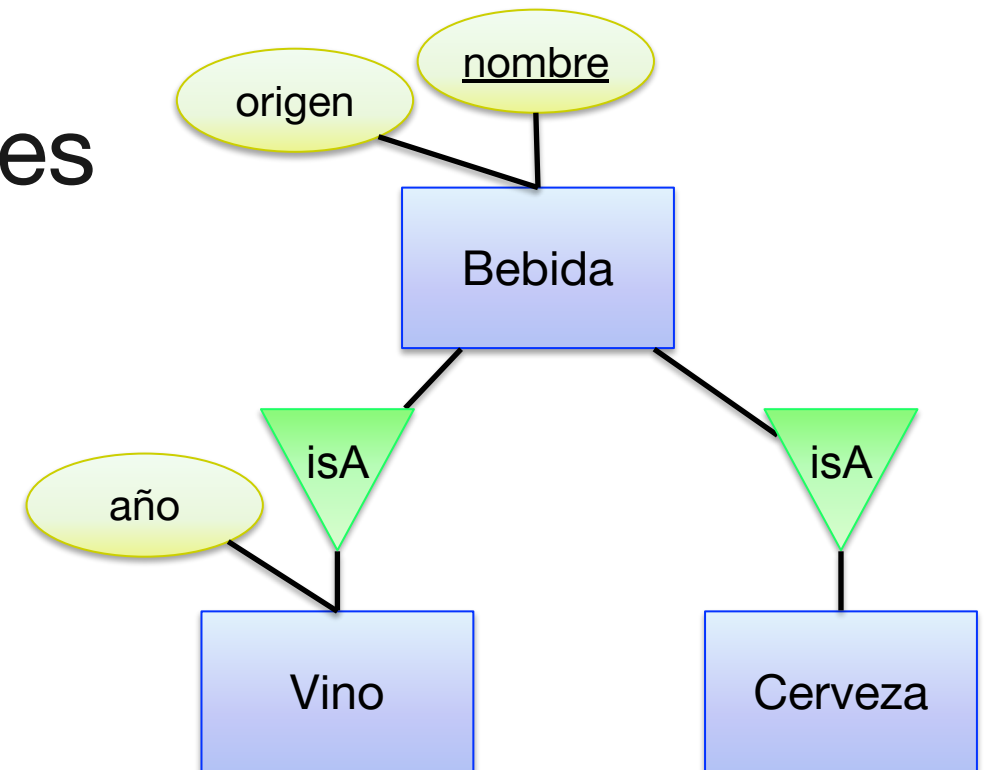 nombre
origen
es
Bebida
isA
isA
año
Vino
Cerveza